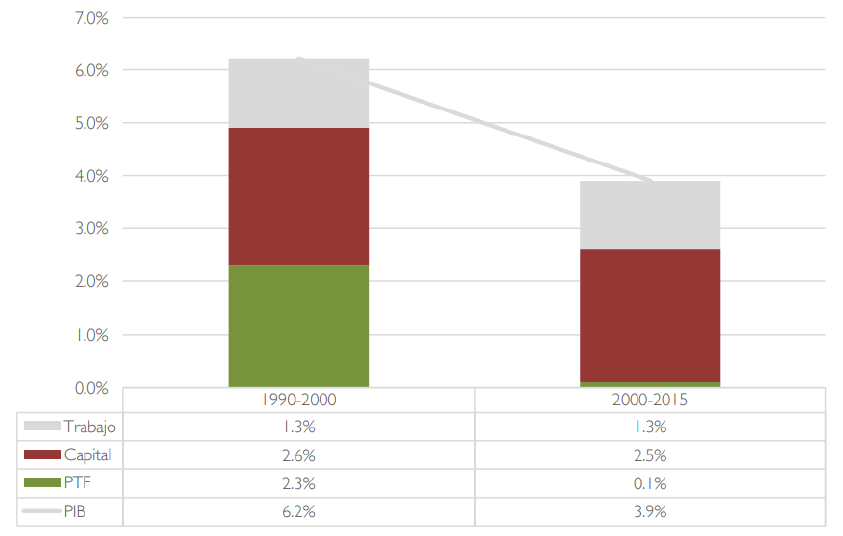 7.0%
6.0%
5.0%
4.0%
3.0%
2.0%
1.0%
0.0%
1990-2000 2000-2015
Trabajo 1.3% 1.3%
Capital 2.6% 2.5%
PTF 2.3% 0.1%
PIB 6.2% 3.9%